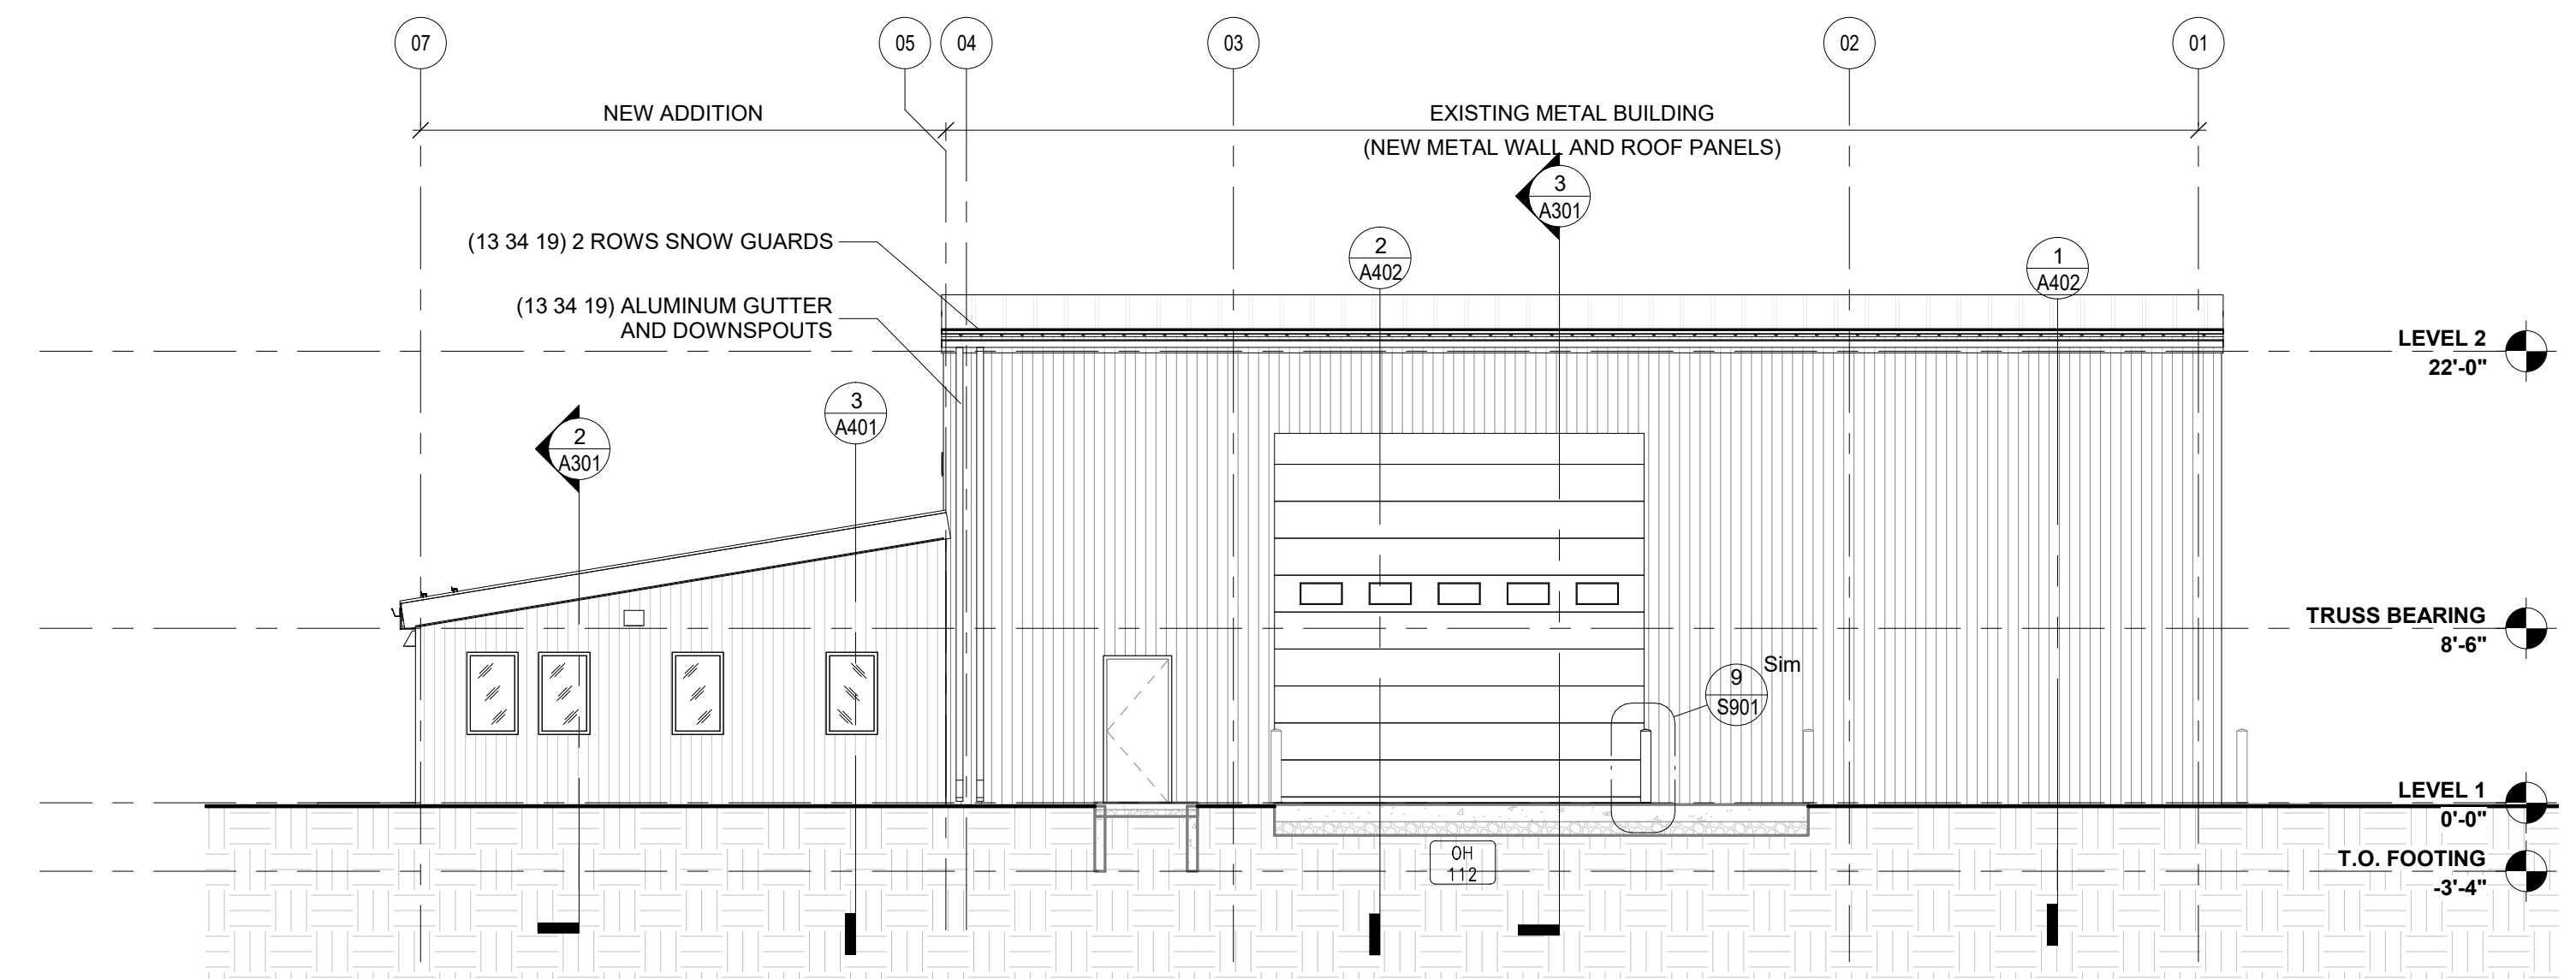 07
05
04
03
02
01
NEW ADDITION
EXISTING METAL BUILDING
(NEW METAL WALL AND ROOF PANELS)
3
A301
(13 34 19) 2 ROWS SNOW GUARDS
2
A402
1
A402
(13 34 19) ALUMINUM GUTTER
AND DOWNSPOUTS
LEVEL 2
22'-0"
3
A401
2
A301
TRUSS BEARING
8'-6"
Sim
9
S901
LEVEL 1
0'-0"
OH
112
T.O. FOOTING
-3'-4"